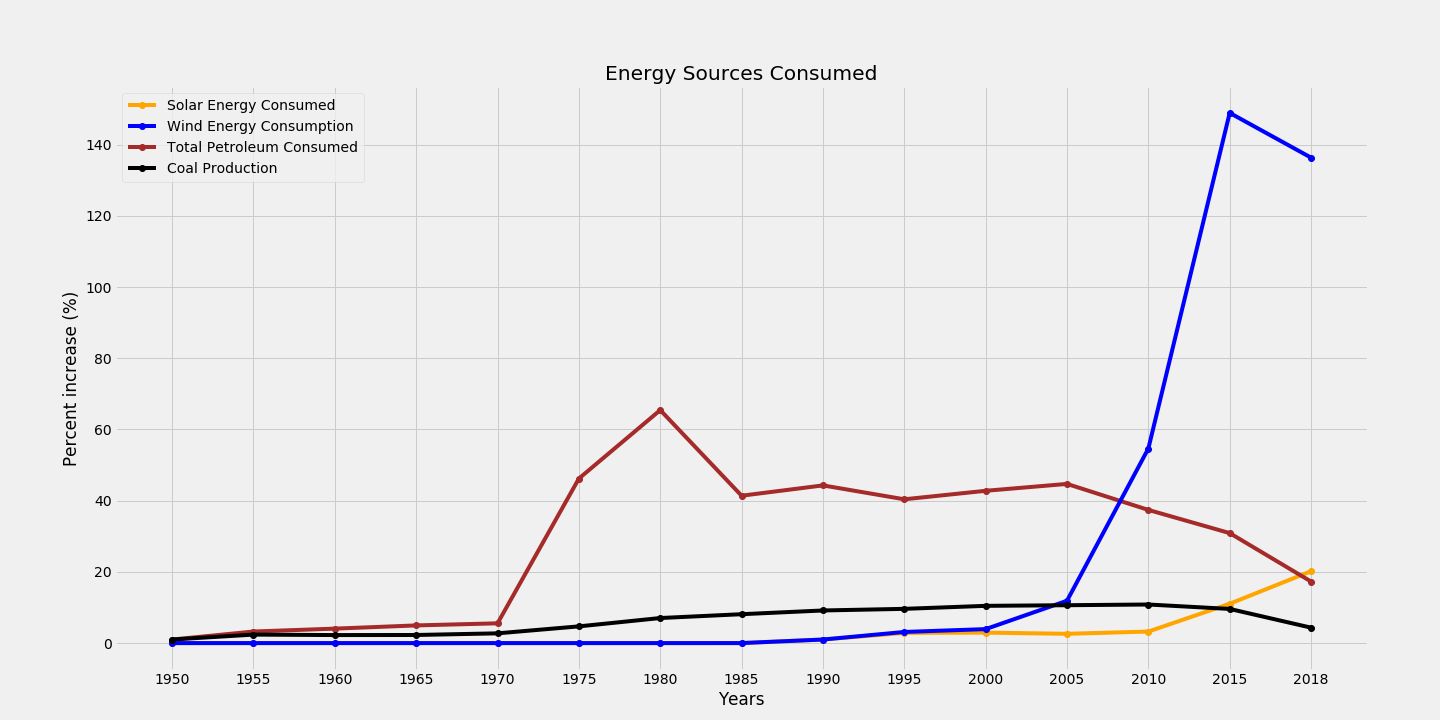 Energy Sources Consumed
Solar Energy Consumed
Wind Energy Consumption
Total Petroleum Consumed
Coal Production
Percent increase (%)
140
120
100
80
60
40
20
0
1950 1955 1960 1965 1970 1975 1980 1985 1990 1995 2000 2005 2010 2015 2018
Years